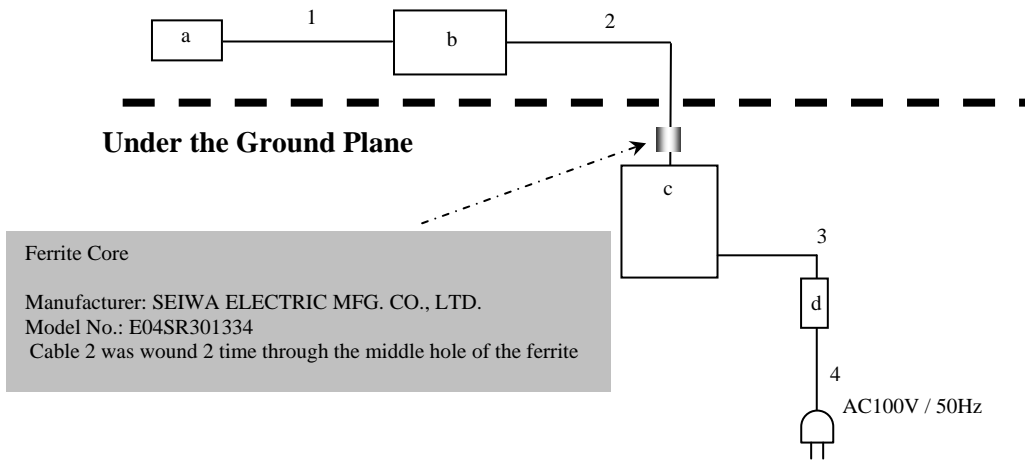 1
2
a
b
Under the Ground Plane
c
Ferrite Core
Manufacturer: SEIWA ELECTRIC MFG. CO., LTD.
Model No.: E04SR301334
Cable 2 was wound 2 time through the middle hole of the ferrite
3
d
4
AC100V / 50Hz